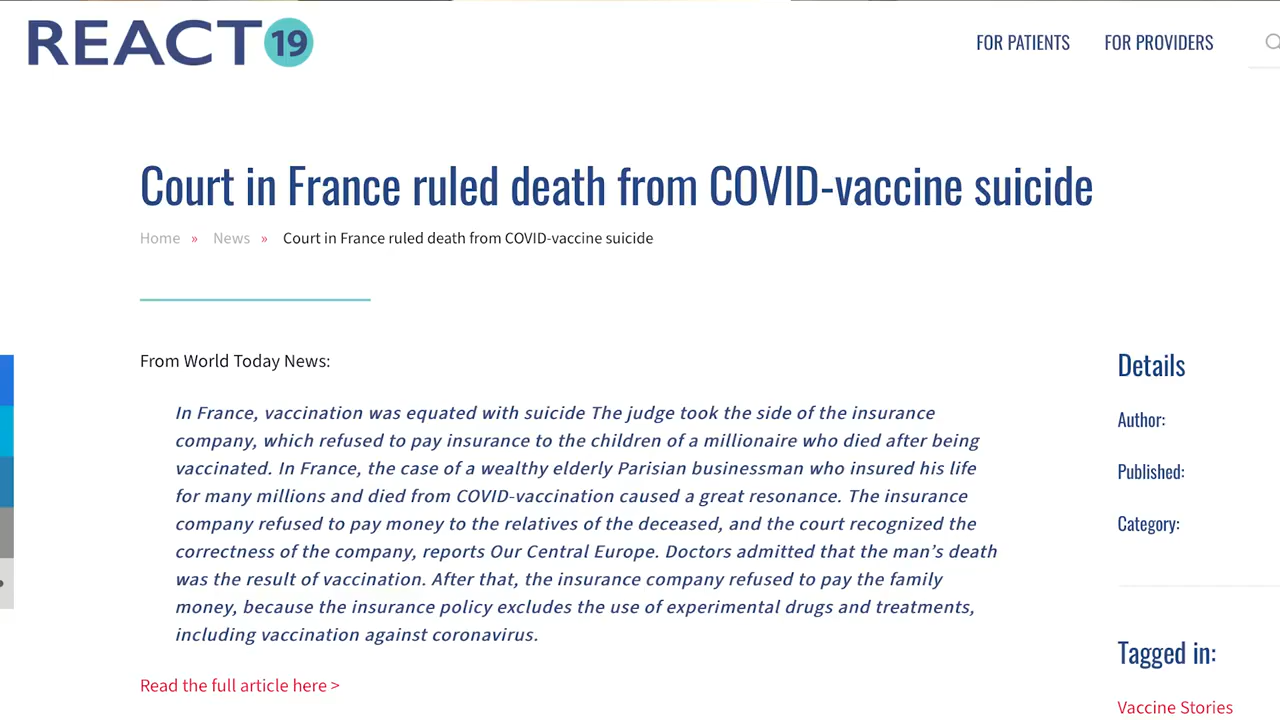 REACT 19
FOR PATIENTS FOR PROVIDERS
Court in France ruled death from COVID-vaccine suicide
Home » News » Court in France ruled death from COVID-vaccine suicide
From World Today News:
In France, vaccination was equated with suicide The judge took the side of the insurance
company, which refused to pay insurance to the children of a millionaire who died after being
vaccinated. In France, the case of a wealthy elderly Parisian businessman who insured his life
for many millions and died from COVID-vaccination caused a great resonance. The insurance
company refused to pay money to the relatives of the deceased, and the court recognized the
correctness of the company, reports Our Central Europe. Doctors admitted that the man's death
was the result of vaccination. After that, the insurance company refused to pay the family
money, because the insurance policy excludes the use of experimental drugs and treatments,
including vaccination against coronavirus.
Read the full article here >
Details
Author:
Published:
Category:
Tagged in:
Vaccine Stories